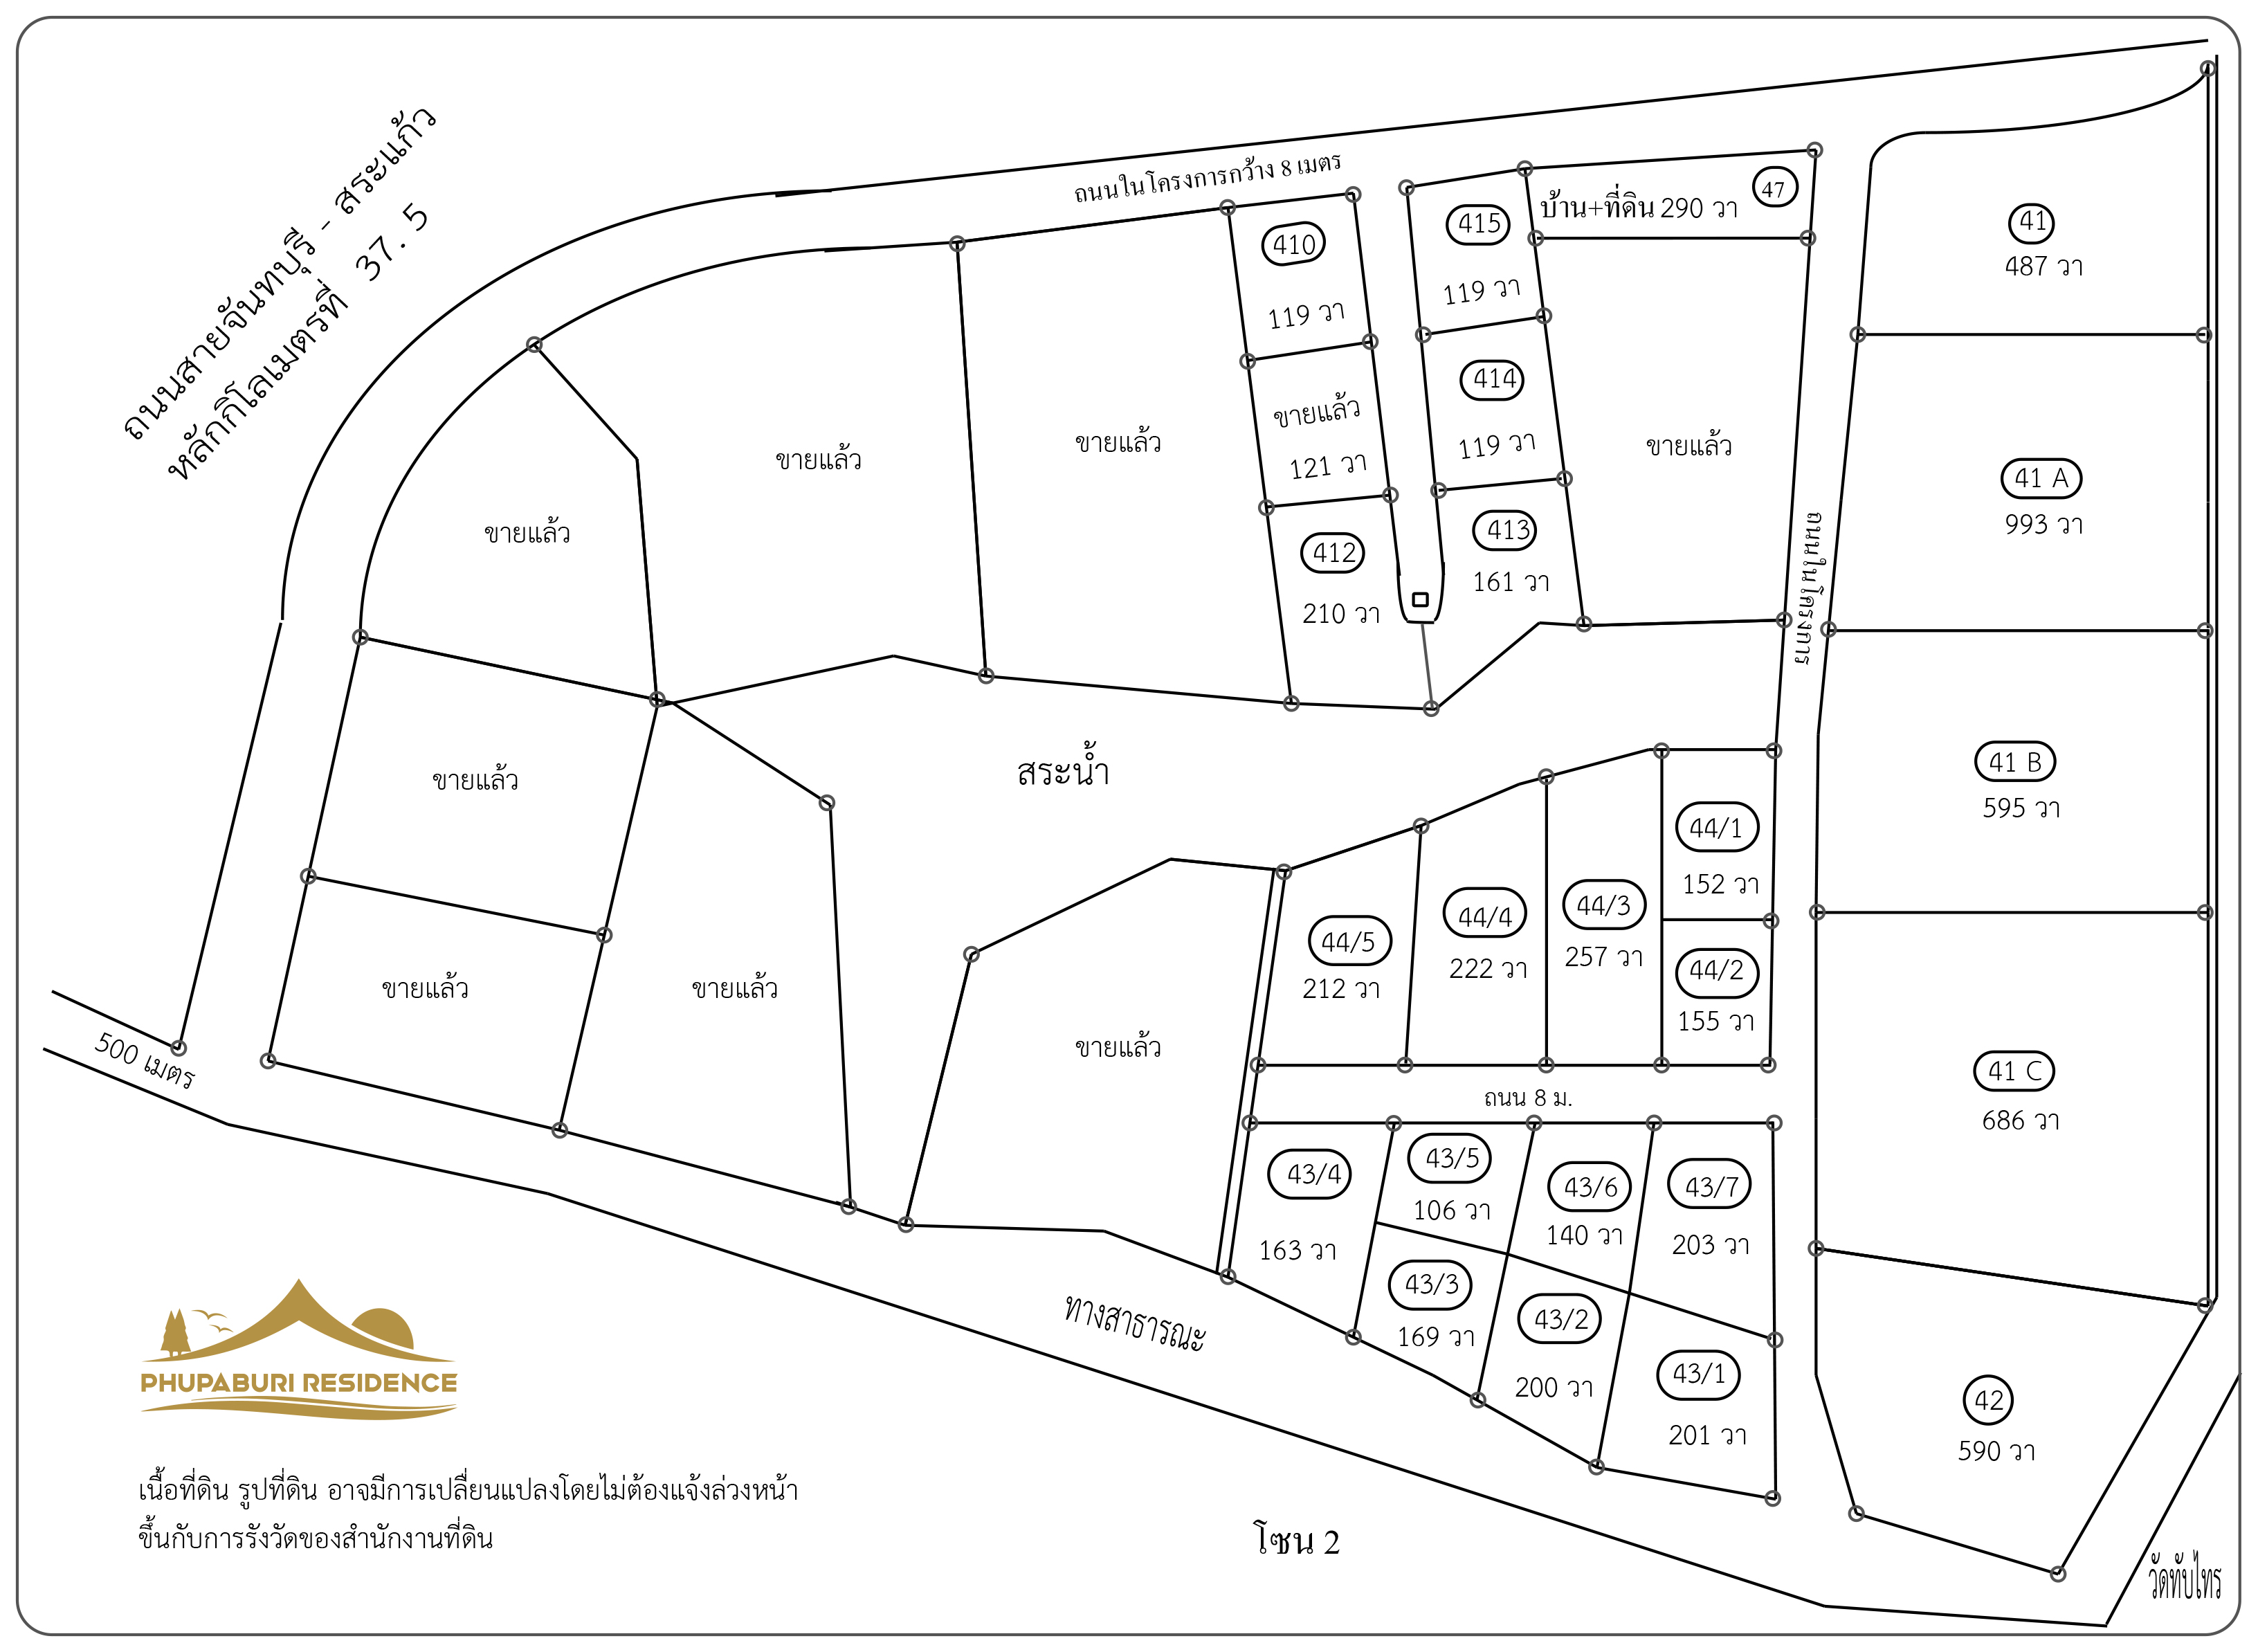 ถนนสายจันทบุรี - สระแก้ว
หลักกิโลเมตรที่ 37.5
ถนนในโครงการกว้าง 8 เมตร
410
119 วา
ขายแล้ว
121 วา
412
210 วา
415
119 วา
414
119 วา
413
161 วา
47
บ้าน+ที่ดิน 290 วา
ขายแล้ว
ขายแล้ว
ขายแล้ว
ขายแล้ว
ถนนในโครงการ
41
487 วา
41 A
993 วา
41 B
595 วา
41 C
686 วา
42
590 วา
สระน้ำ
ขายแล้ว
ขายแล้ว
ขายแล้ว
ขายแล้ว
44/1
152 วา
44/2
155 วา
44/3
257 วา
44/4
222 วา
44/5
212 วา
ถนน 8 ม.
43/4
163 วา
43/5
106 วา
43/6
140 วา
43/7
203 วา
43/3
169 วา
43/2
200 วา
43/1
201 วา
500 เมตร
ทางสาธารณะ
PHUPABURI RESIDENCE
เนื้อที่ดิน รูปที่ดิน อาจมีการเปลี่ยนแปลงโดยไม่ต้องแจ้งล่วงหน้า
ขึ้นกับการรังวัดของสำนักงานที่ดิน
โซน 2
วัดทับไทร